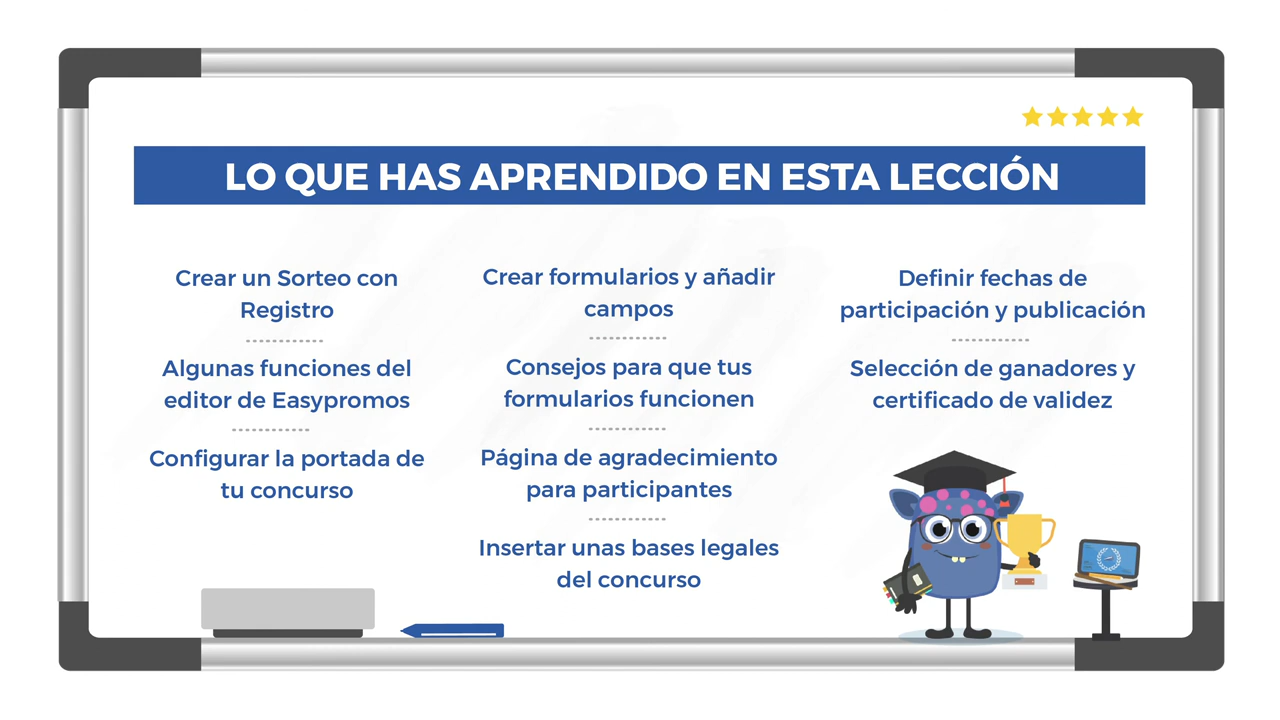 LO QUE HAS APRENDIDO EN ESTA LECCIÓN
Crear un Sorteo con
Registro
Algunas funciones del
editor de Easypromos
Configurar la portada de
tu concurso
Crear formularios y añadir
campos
Consejos para que tus
formularios funcionen
Página de agradecimiento
para participantes
Insertar unas bases legales
del concurso
Definir fechas de
participación y publicación
Selección de ganadores y
certificado de validez